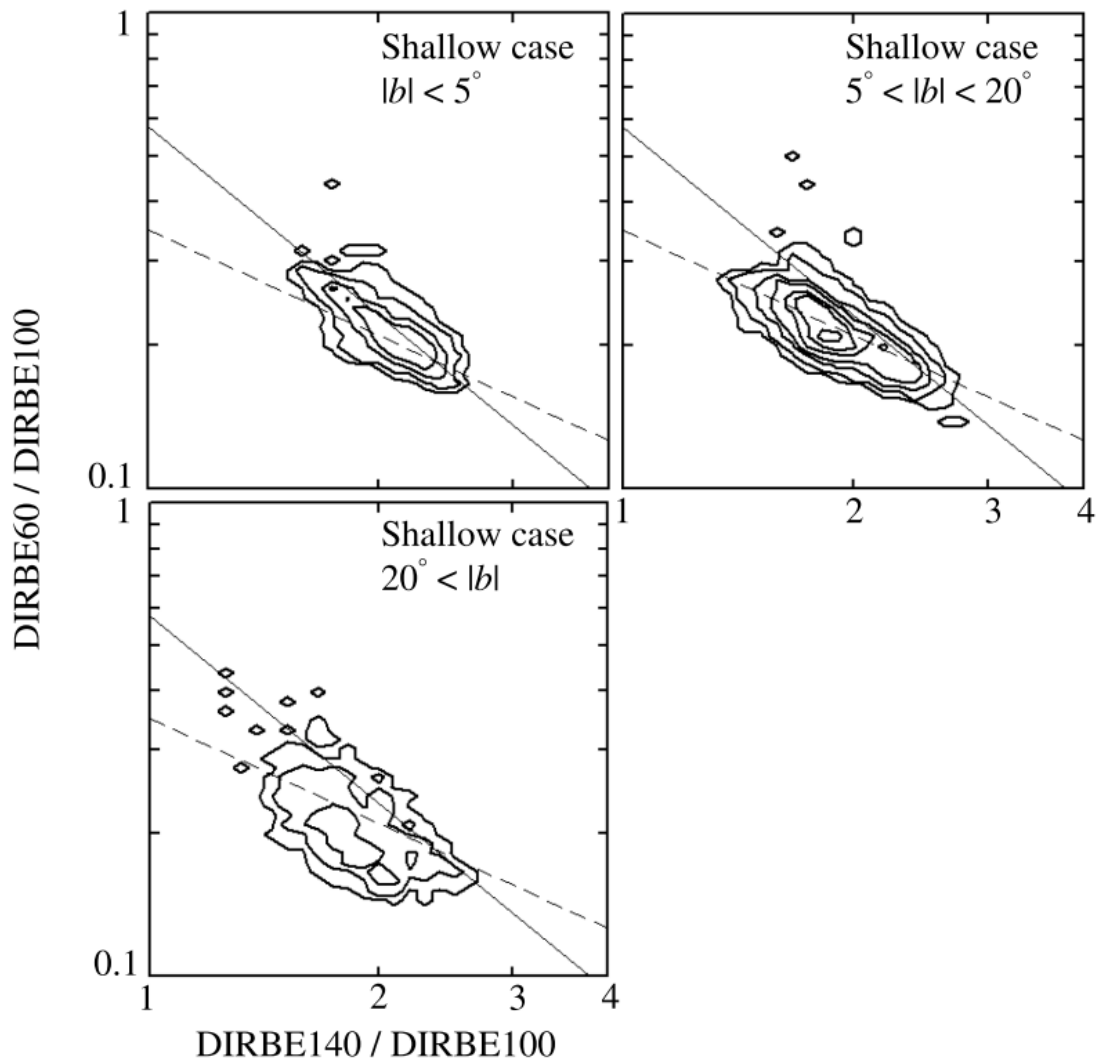 1
Shallow case
|b| < 5°
Shallow case
5° < |b| < 20°
0.1
1
2
3
4
1
Shallow case
20° < |b|
0.1
1
2
3
4
DIRBE140 / DIRBE100
DIRBE60 / DIRBE100